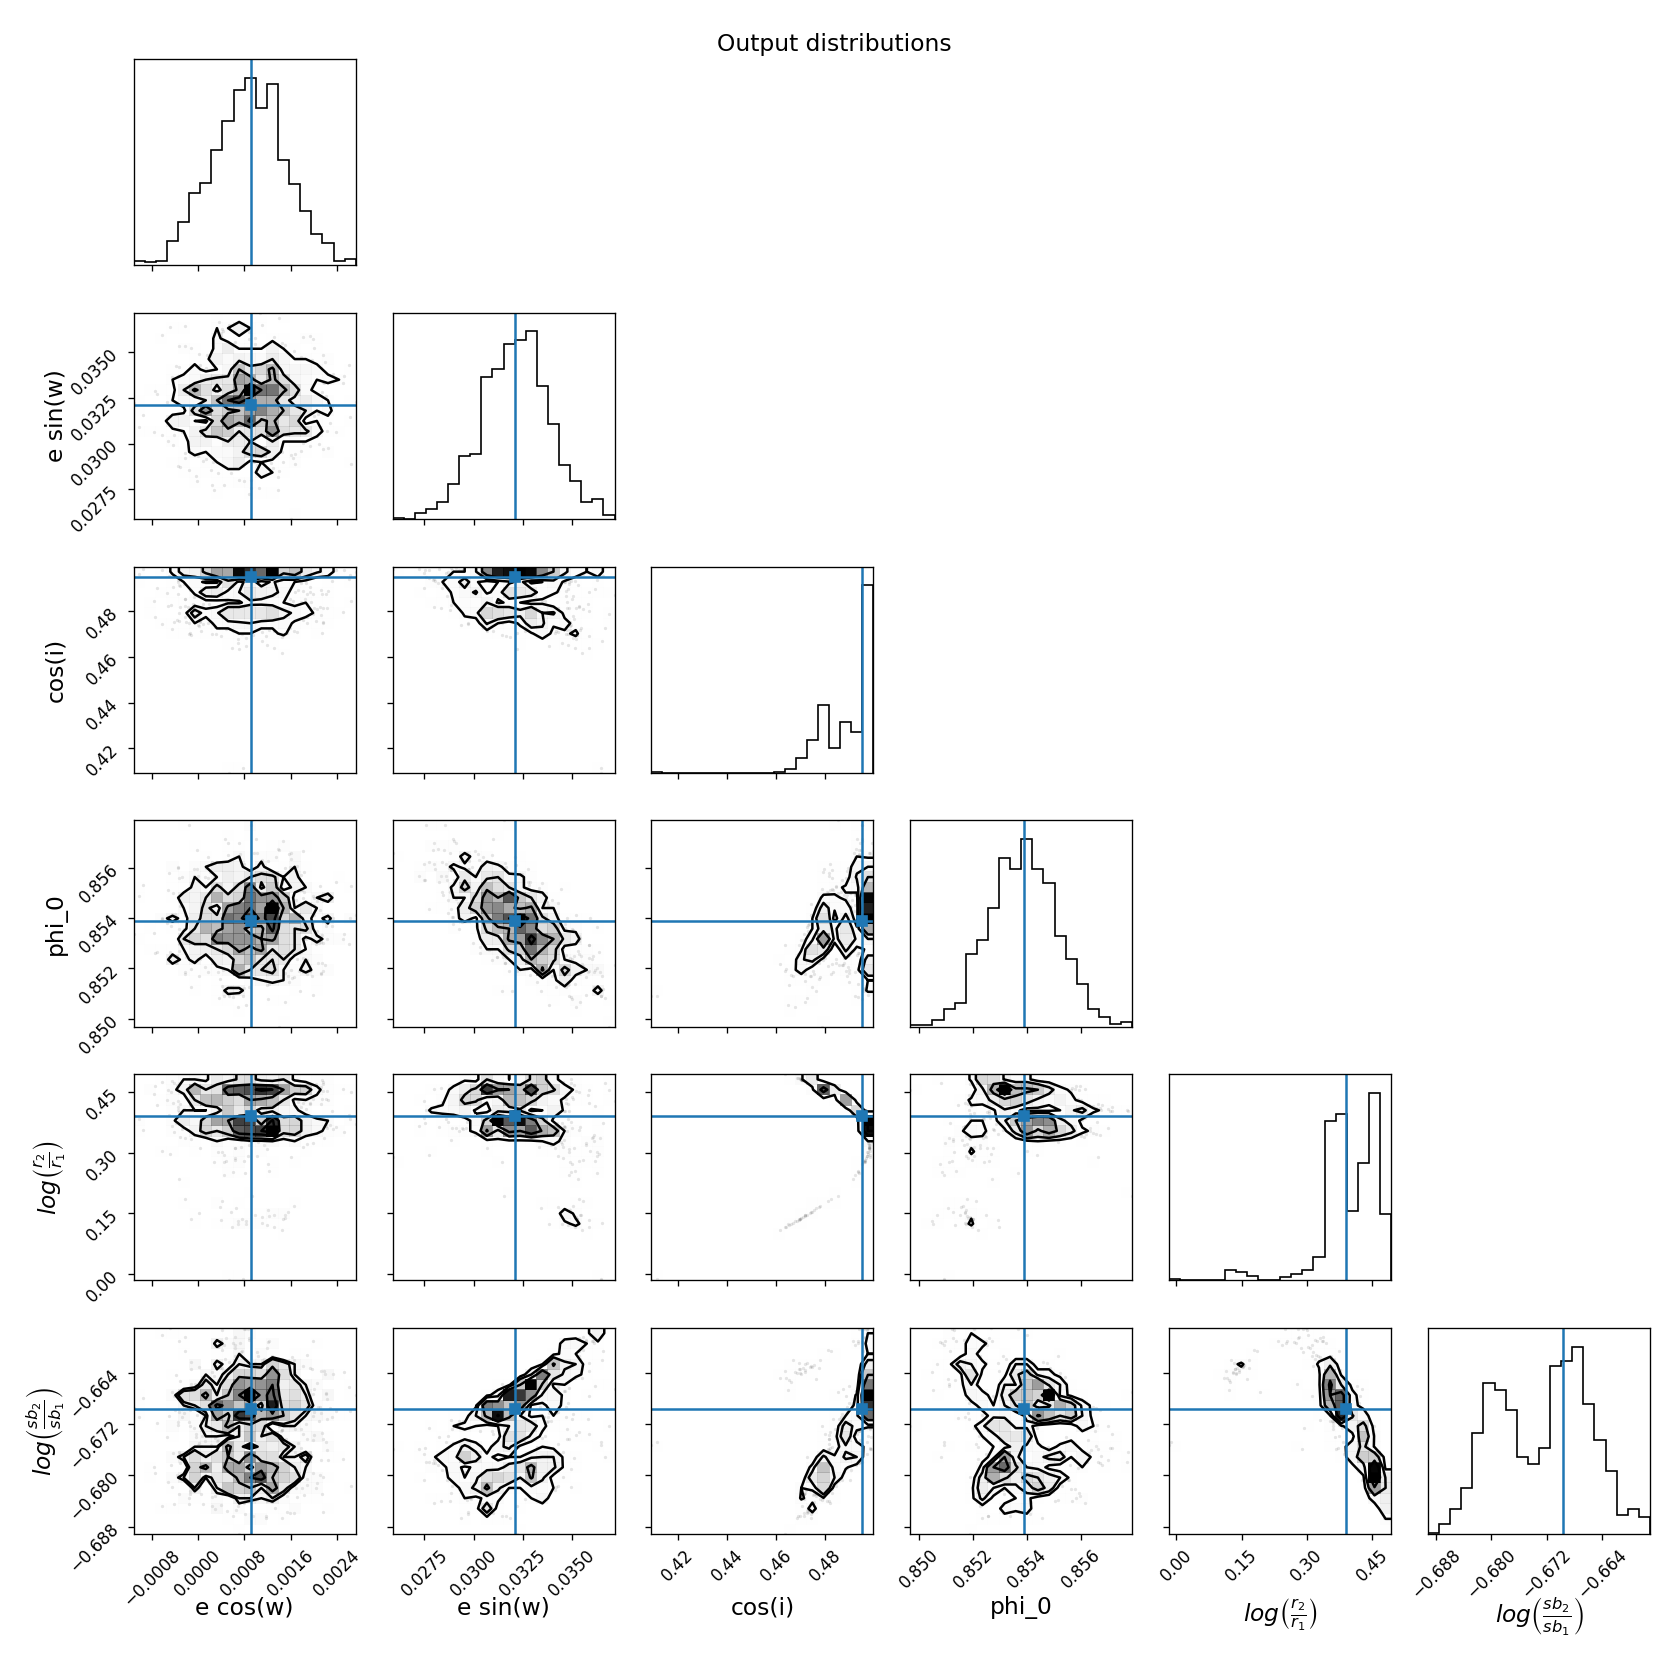 Output distributions
e sin(w)
0.0350
0.0325
0.0300
0.0275
cos(i)
0.48
0.46
0.44
0.42
phi_0
0.856
0.854
0.852
0.850
log(r₂/r₁)
0.45
0.30
0.15
0.00
log(sb₂/sb₁)
−0.664
−0.672
−0.680
−0.688
−0.0008 0.0000 0.0008 0.0016 0.0024
0.0275 0.0300 0.0325 0.0350
0.42 0.44 0.46 0.48
0.850 0.852 0.854 0.856
0.00 0.15 0.30 0.45
−0.688 −0.680 −0.672 −0.664
e cos(w)
e sin(w)
cos(i)
phi_0
log(r₂/r₁)
log(sb₂/sb₁)